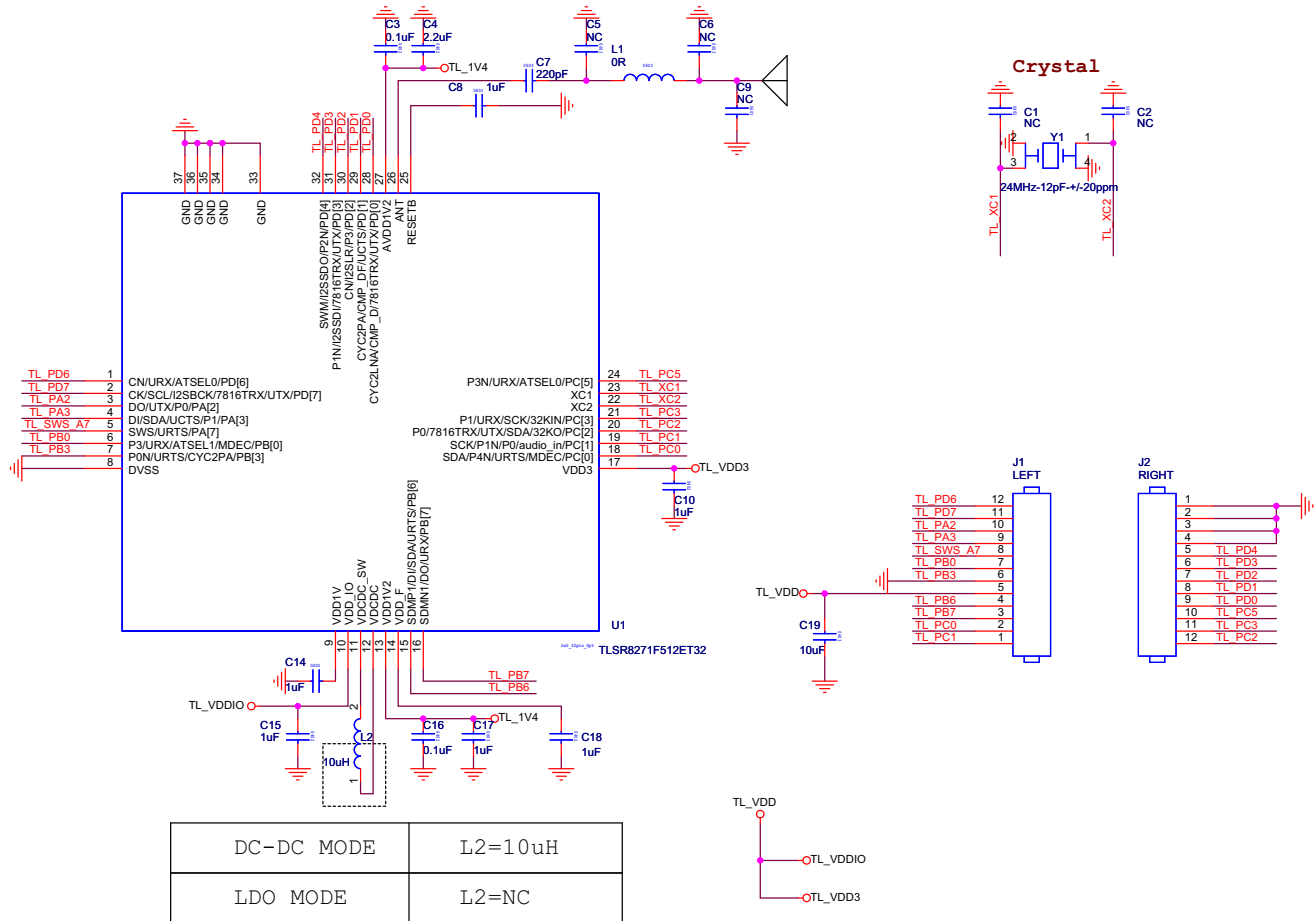 C3
0.1uF
C4
2.2uF
TL_1V4
C5
NC
C6
NC
L1
0R
C7
220pF
C8
1uF
C9
NC
Crystal
C1
NC
C2
NC
2
Y1
1
3
4
24MHz-12pF-+/-20ppm
TL_XC1
TL_XC2
TL_PD4
TL_PD3
TL_PD2
TL_PD1
TL_PD0
37
36
35
34
33
32
31
30
29
28
27
26
25
GND
GND
GND
GND
GND
SWM/I2SSDO/P2N/PD[4]
P1N/I2SSDI/7816TRX/UTX/PD[3]
CN/I2SLR/P3/PD[2]
CYC2PA/CMP_DF/UCTS/PD[1]
CYC2LNA/CMP_D/7816TRX/UTX/PD[0]
AVDD1V2
ANT
RESETB
TL_PD6 1 CN/URX/ATSEL0/PD[6]
TL_PD7 2 CK/SCL/I2SBCK/7816TRX/UTX/PD[7]
TL_PA2 3 DO/UTX/P0/PA[2]
TL_PA3 4 DI/SDA/UCTS/P1/PA[3]
TL_SWS_A7 5 SWS/URTS/PA[7]
TL_PB0 6 P3/URX/ATSEL1/MDEC/PB[0]
TL_PB3 7 P0N/URTS/CYC2PA/PB[3]
8 DVSS
P3N/URX/ATSEL0/PC[5] 24 TL_PC5
XC1 23 TL_XC1
XC2 22 TL_XC2
P1/URX/SCK/32KIN/PC[3] 21 TL_PC3
P0/7816TRX/UTX/SDA/32KO/PC[2] 20 TL_PC2
SCK/P1N/P0/audio_in/PC[1] 19 TL_PC1
SDA/P4N/URTS/MDEC/PC[0] 18 TL_PC0
VDD3 17
TL_VDD3
C10
1uF
VDD1V
VDD_IO
VDCDC_SW
VDCDC
VDD1V2
VDD_F
SDMP1/DI/SDA/URTS/PB[6]
SDMN1/DO/URX/PB[7]
9
10
11
12
13
14
15
16
U1
TLSR8271F512ET32
TL_PB7
TL_PB6
C14
1uF
TL_VDDIO
C15
1uF
2
L2
10uH
1
TL_1V4
C16
0.1uF
C17
1uF
C18
1uF
J1
LEFT
TL_PD6 12
TL_PD7 11
TL_PA2 10
TL_PA3 9
TL_SWS_A7 8
TL_PB0 7
TL_PB3 6
5
TL_PB6 4
TL_PB7 3
TL_PC0 2
TL_PC1 1
TL_VDD
C19
10uF
J2
RIGHT
1
2
3
4
5 TL_PD4
6 TL_PD3
7 TL_PD2
8 TL_PD1
9 TL_PD0
10 TL_PC5
11 TL_PC3
12 TL_PC2
TL_VDD
TL_VDDIO
TL_VDD3
DC-DC MODE L2=10uH
LDO MODE L2=NC